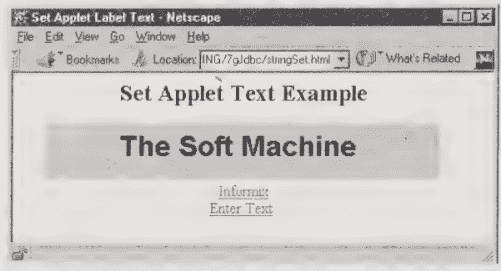 Set Applet Label Text - Netscape
File Edit View Go Window Help
Bookmarks Location: ING/7gJdbc/stringSet.html What's Related
Set Applet Text Example
The Soft Machine
Informix
Enter Text